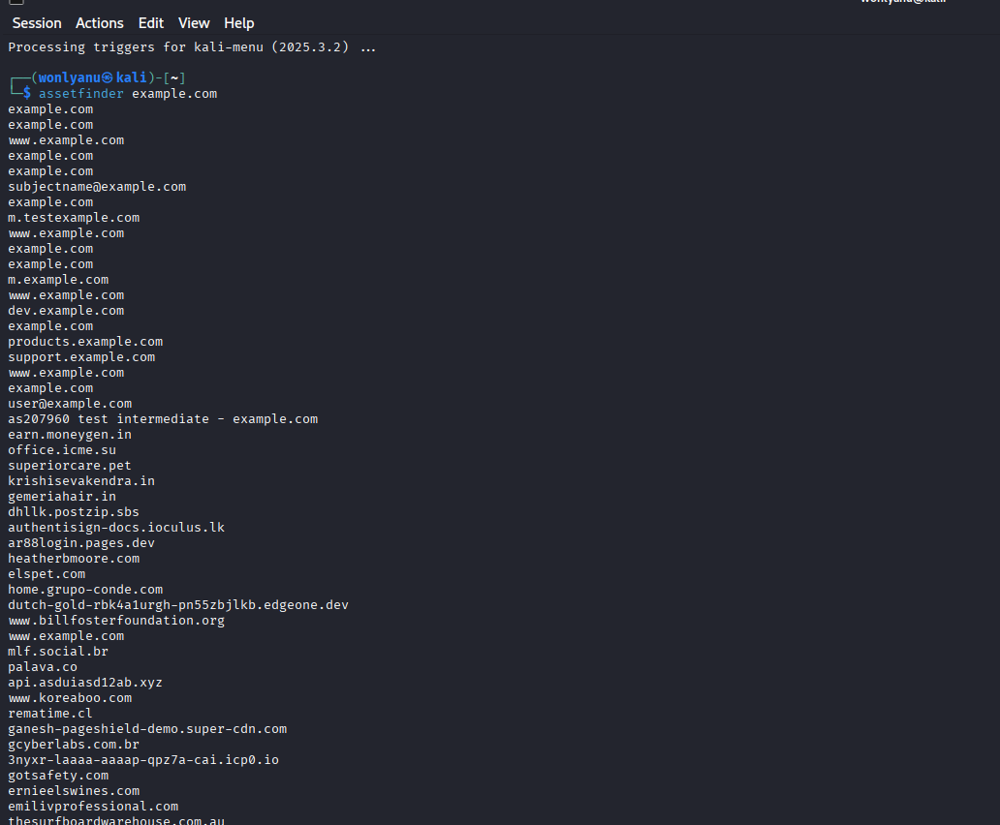 wonlyanu@kali
Session Actions Edit View Help
Processing triggers for kali-menu (2025.3.2) ...
┌──(wonlyanu㉿kali)-[~]
└─$ assetfinder example.com
example.com
example.com
www.example.com
example.com
example.com
subjectname@example.com
example.com
m.testexample.com
www.example.com
example.com
example.com
m.example.com
www.example.com
dev.example.com
example.com
products.example.com
support.example.com
www.example.com
example.com
user@example.com
as207960 test intermediate - example.com
earn.moneygen.in
office.icme.su
superiorcare.pet
krishisevakendra.in
gemeriahair.in
dhllk.postzip.sbs
authentisign-docs.ioculus.lk
ar88login.pages.dev
heatherbmoore.com
elspet.com
home.grupo-conde.com
dutch-gold-rbk4a1urgh-pn55zbjlkb.edgeone.dev
www.billfosterfoundation.org
www.example.com
mlf.social.br
palava.co
api.asduiasd12ab.xyz
www.koreaboo.com
rematime.cl
ganesh-pageshield-demo.super-cdn.com
gcyberlabs.com.br
3nyxr-laaaa-aaaap-qpz7a-cai.icp0.io
gotsafety.com
ernieelswines.com
emilivprofessional.com
thesurfboardwarehouse.com.au